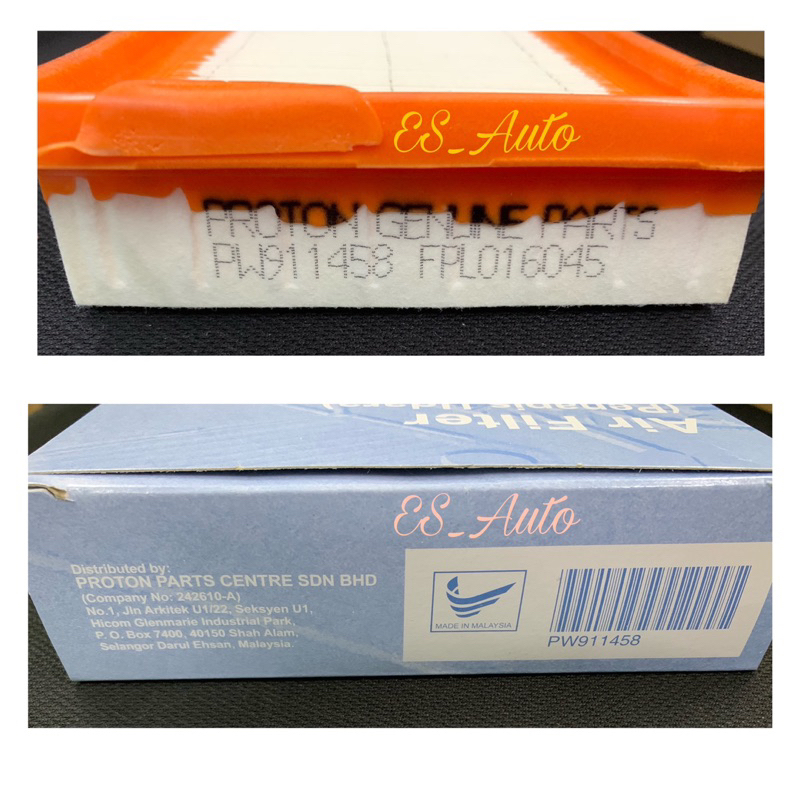 ES_Auto
PROTON GENUINE PARTS
PW911458 FPL016045
Air Filter
(Penapis Udara)
ES_Auto
Distributed by:
PROTON PARTS CENTRE SDN BHD
(Company No: 242610-A)
No.1, Jln Arkitek U1/22, Seksyen U1,
Hicom Glenmarie Industrial Park,
P. O. Box 7400, 40150 Shah Alam,
Selangor Darul Ehsan, Malaysia.
MADE IN MALAYSIA
PW911458